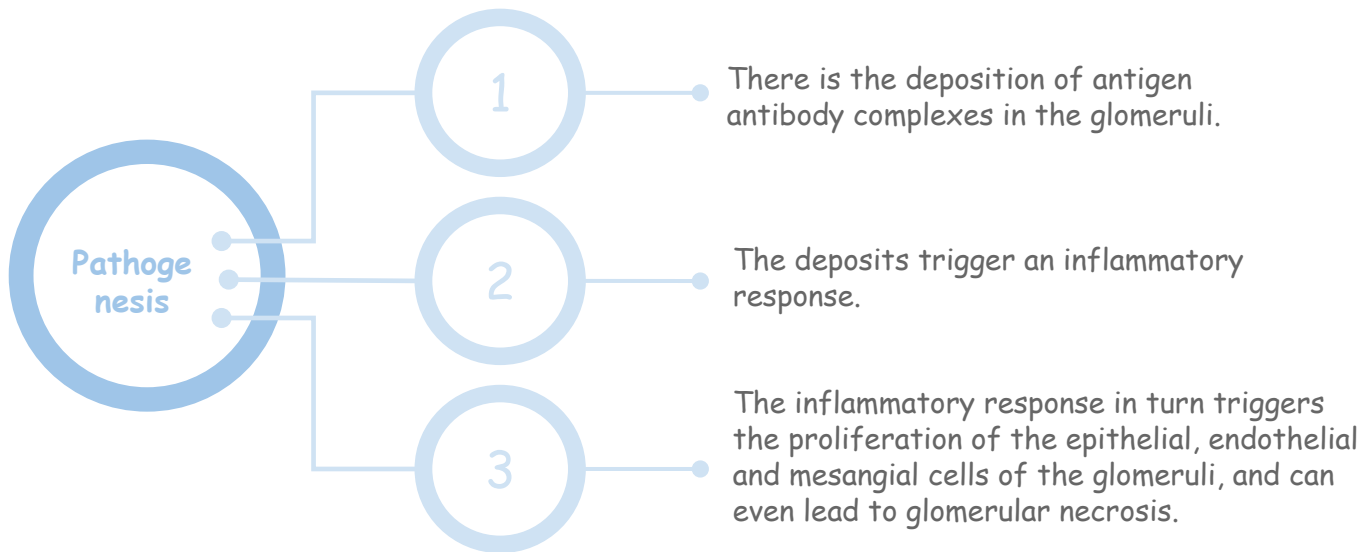 Pathoge
nesis
1
There is the deposition of antigen
antibody complexes in the glomeruli.
2
The deposits trigger an inflammatory
response.
3
The inflammatory response in turn triggers
the proliferation of the epithelial, endothelial
and mesangial cells of the glomeruli, and can
even lead to glomerular necrosis.